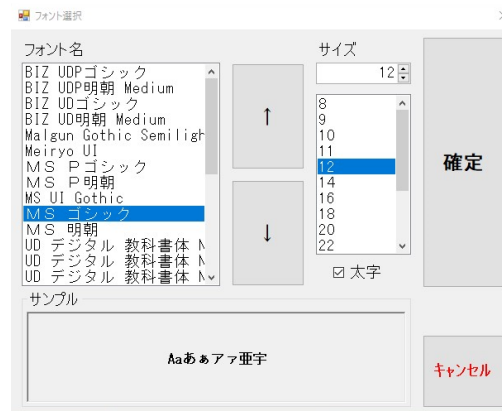 フォント選択
フォント名
BIZ UDPゴシック
BIZ UDP明朝 Medium
BIZ UDゴシック
BIZ UD明朝 Medium
Malgun Gothic Semiligh
Meiryo UI
ＭＳ Ｐゴシック
ＭＳ Ｐ明朝
MS UI Gothic
ＭＳ ゴシック
ＭＳ 明朝
UD デジタル 教科書体 N
UD デジタル 教科書体 N
UD デジタル 教科書体 N
↑
↓
サイズ
12
8
9
10
11
12
14
16
18
20
22
太字
確定
サンプル
Aaあぁアァ亜宇
キャンセル